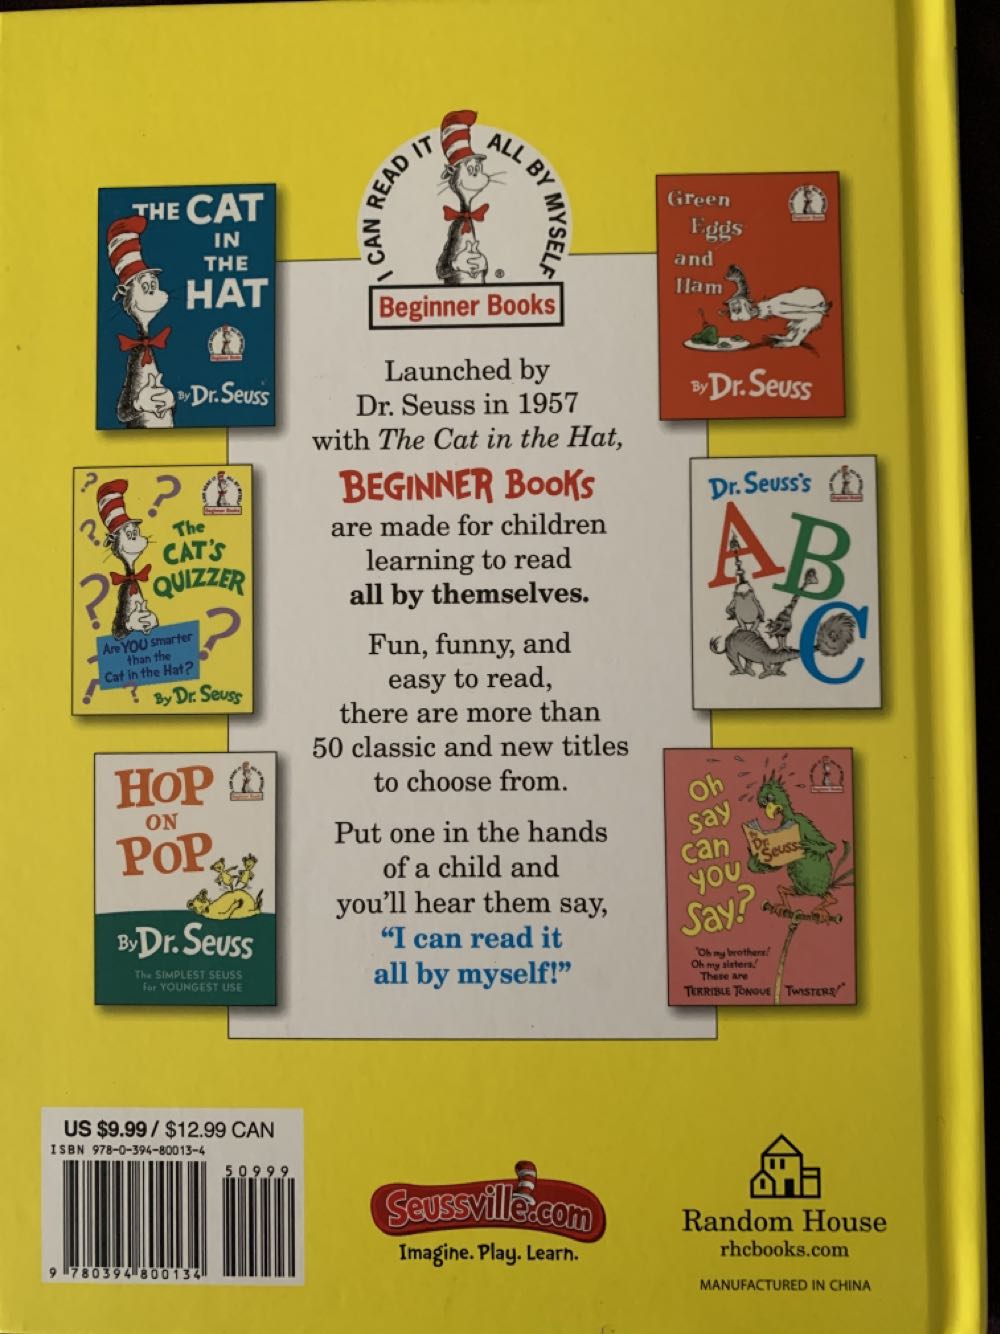 I CAN READ IT ALL BY MYSELF
®
Beginner Books
THE CAT
IN
THE
HAT
By Dr. Seuss
Green
Eggs
and
Ham
By Dr. Seuss
Launched by
Dr. Seuss in 1957
with The Cat in the Hat,
BEGINNER BOOKS
are made for children
learning to read
all by themselves.
Fun, funny, and
easy to read,
there are more than
50 classic and new titles
to choose from.
Put one in the hands
of a child and
you'll hear them say,
"I can read it
all by myself!"
The
CAT'S
QUIZZER
Are YOU smarter
than the
Cat in the Hat?
By Dr. Seuss
Dr. Seuss's
A
B
C
HOP
ON
POP
By Dr. Seuss
The SIMPLEST SEUSS
for YOUNGEST USE
Oh
say
can
you
Say?
Dr.
Seuss
"Oh my brothers!
Oh my sisters!
These are
TERRIBLE TONGUE TWISTERS!"
US $9.99 / $12.99 CAN
ISBN 978-0-394-80013-4
50999
9 780394 800134
Seussville.com
Imagine. Play. Learn.
Random House
rhcbooks.com
MANUFACTURED IN CHINA